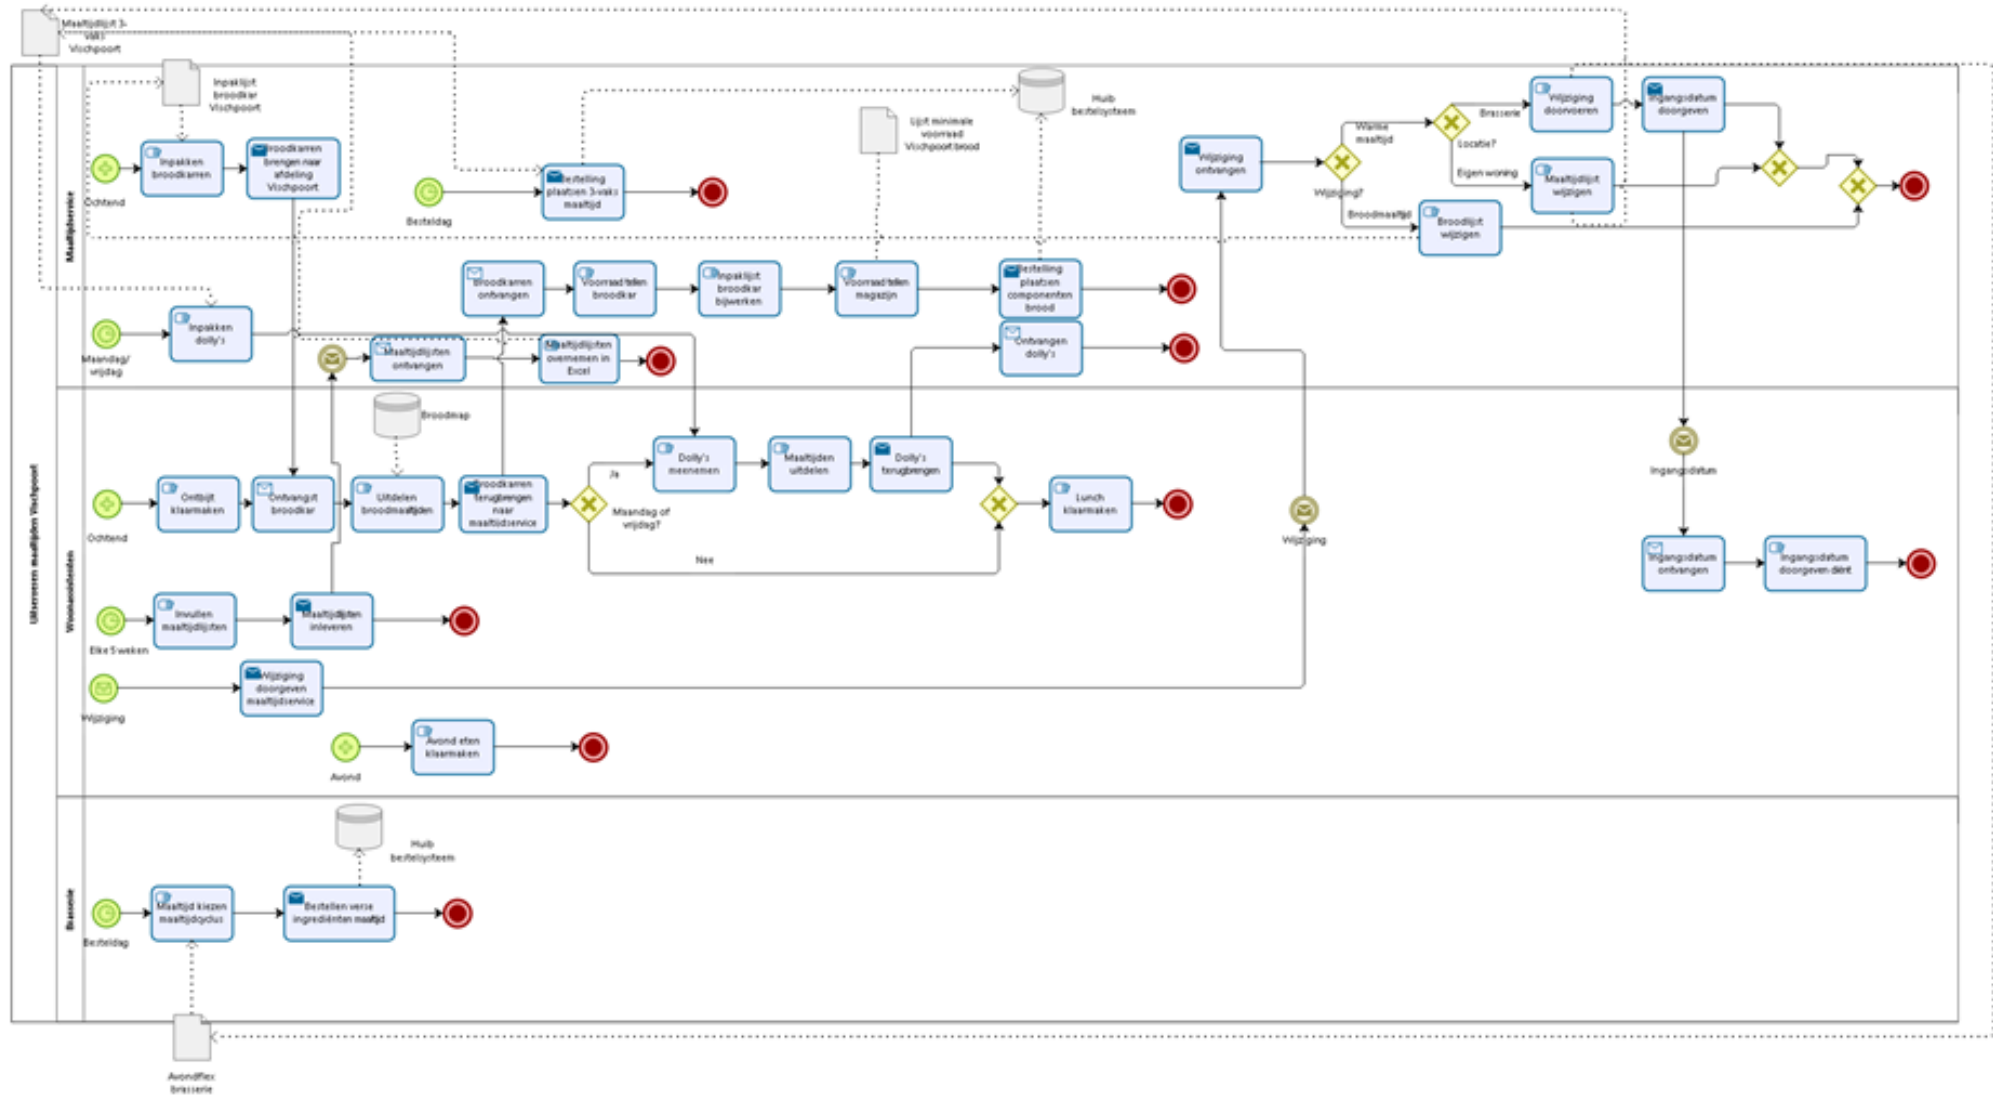 Maaltijdlijst 3-
vaks
Vischpoort
Inpaklijst
broodkar
Vischpoort
Huib
bestelsysteem
Lijst minimale
voorraad
Vischpoort brood
Uitserveren maaltijden Vischpoort
Maaltijdservice
Ochtend
Inpakken
broodkarren
Broodkarren
brengen naar
afdeling
Vischpoort
Besteldag
Bestelling
plaatsen 3-vaks
maaltijd
Wijziging
ontvangen
Wijziging?
Warme
maaltijd
Broodmaaltijd
Locatie?
Brasserie
Eigen woning
Wijziging
doorvoeren
Ingangsdatum
doorgeven
Maaltijdlijst
wijzigen
Broodlijst
wijzigen
Broodkarren
ontvangen
Voorraad tellen
broodkar
Inpaklijst
broodkar
bijwerken
Voorraad tellen
magazijn
Bestelling
plaatsen
componenten
brood
Maandag/
vrijdag
Inpakken
dolly's
Maaltijdlijsten
ontvangen
Maaltijdlijsten
overnemen in
Excel
Ontvangen
dolly's
Woonassistenten
Broodmap
Ochtend
Ontbijt
klaarmaken
Ontvangst
broodkar
Uitdelen
broodmaaltijden
Broodkarren
terugbrengen
naar
maaltijdservice
Maandag of
vrijdag?
Ja
Nee
Dolly's
meenemen
Maaltijden
uitdelen
Dolly's
terugbrengen
Lunch
klaarmaken
Wijziging
Ingangsdatum
Ingangsdatum
ontvangen
Ingangsdatum
doorgeven diënt
Elke 5 weken
Invullen
maaltijdlijsten
Maaltijdlijsten
inleveren
Wijziging
Wijziging
doorgeven
maaltijdservice
Avond
Avond eten
klaarmaken
Brasserie
Huib
bestelsysteem
Besteldag
Maaltijd kiezen
maaltijdcyclus
Bestellen verse
ingrediënten maaltijd
Avondflex
brasserie